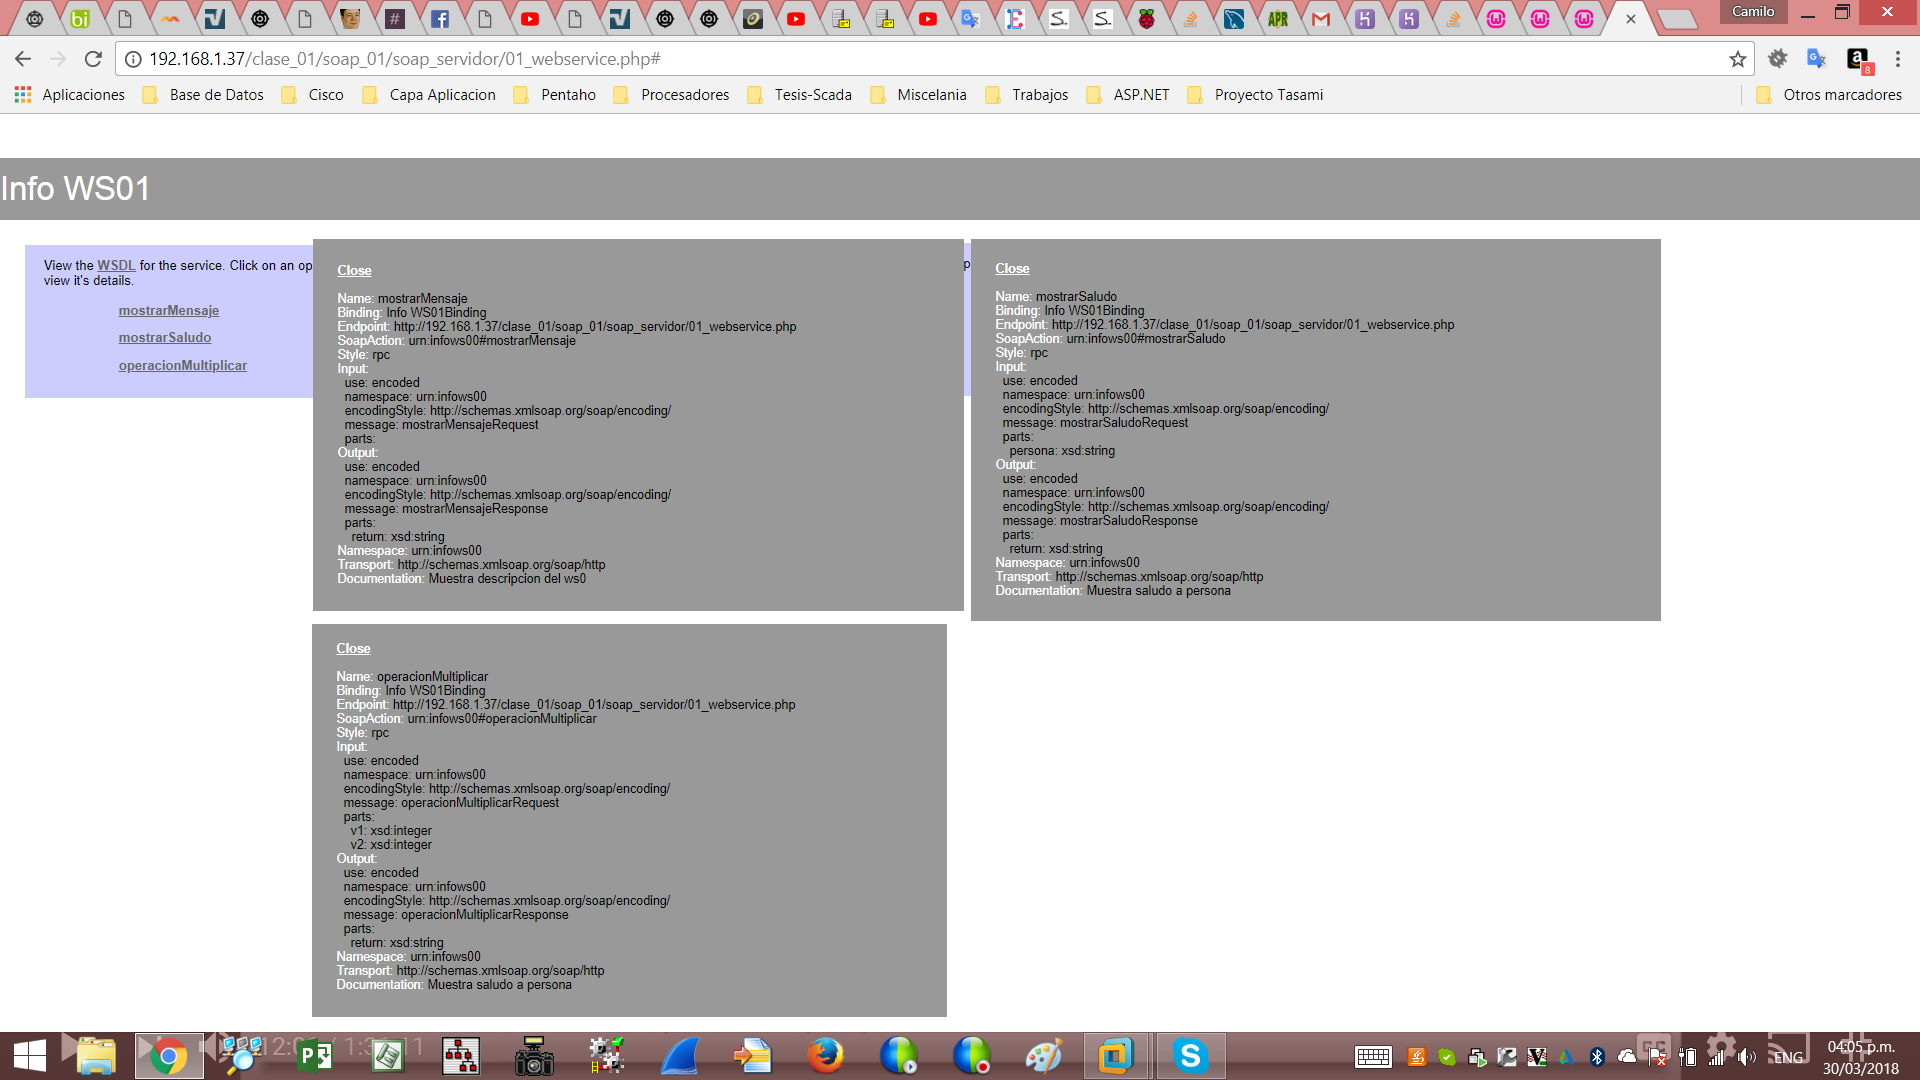 Camilo
192.168.1.37/clase_01/soap_01/soap_servidor/01_webservice.php#
8
Aplicaciones
Base de Datos
Cisco
Capa Aplicacion
Pentaho
Procesadores
Tesis-Scada
Miscelania
Trabajos
ASP.NET
Proyecto Tasami
Otros marcadores
Info WS01
View the WSDL for the service. Click on an op
view it's details.
mostrarMensaje
mostrarSaludo
operacionMultiplicar
Close
Name: mostrarMensaje
Binding: Info WS01Binding
Endpoint: http://192.168.1.37/clase_01/soap_01/soap_servidor/01_webservice.php
SoapAction: urn:infows00#mostrarMensaje
Style: rpc
Input:
use: encoded
namespace: urn:infows00
encodingStyle: http://schemas.xmlsoap.org/soap/encoding/
message: mostrarMensajeRequest
parts:
Output:
use: encoded
namespace: urn:infows00
encodingStyle: http://schemas.xmlsoap.org/soap/encoding/
message: mostrarMensajeResponse
parts:
return: xsd:string
Namespace: urn:infows00
Transport: http://schemas.xmlsoap.org/soap/http
Documentation: Muestra descripcion del ws0
p
Close
Name: mostrarSaludo
Binding: Info WS01Binding
Endpoint: http://192.168.1.37/clase_01/soap_01/soap_servidor/01_webservice.php
SoapAction: urn:infows00#mostrarSaludo
Style: rpc
Input:
use: encoded
namespace: urn:infows00
encodingStyle: http://schemas.xmlsoap.org/soap/encoding/
message: mostrarSaludoRequest
parts:
persona: xsd:string
Output:
use: encoded
namespace: urn:infows00
encodingStyle: http://schemas.xmlsoap.org/soap/encoding/
message: mostrarSaludoResponse
parts:
return: xsd:string
Namespace: urn:infows00
Transport: http://schemas.xmlsoap.org/soap/http
Documentation: Muestra saludo a persona
Close
Name: operacionMultiplicar
Binding: Info WS01Binding
Endpoint: http://192.168.1.37/clase_01/soap_01/soap_servidor/01_webservice.php
SoapAction: urn:infows00#operacionMultiplicar
Style: rpc
Input:
use: encoded
namespace: urn:infows00
encodingStyle: http://schemas.xmlsoap.org/soap/encoding/
message: operacionMultiplicarRequest
parts:
v1: xsd:integer
v2: xsd:integer
Output:
use: encoded
namespace: urn:infows00
encodingStyle: http://schemas.xmlsoap.org/soap/encoding/
message: operacionMultiplicarResponse
parts:
return: xsd:string
Namespace: urn:infows00
Transport: http://schemas.xmlsoap.org/soap/http
Documentation: Muestra saludo a persona
ENG
04:05 p.m.
30/03/2018